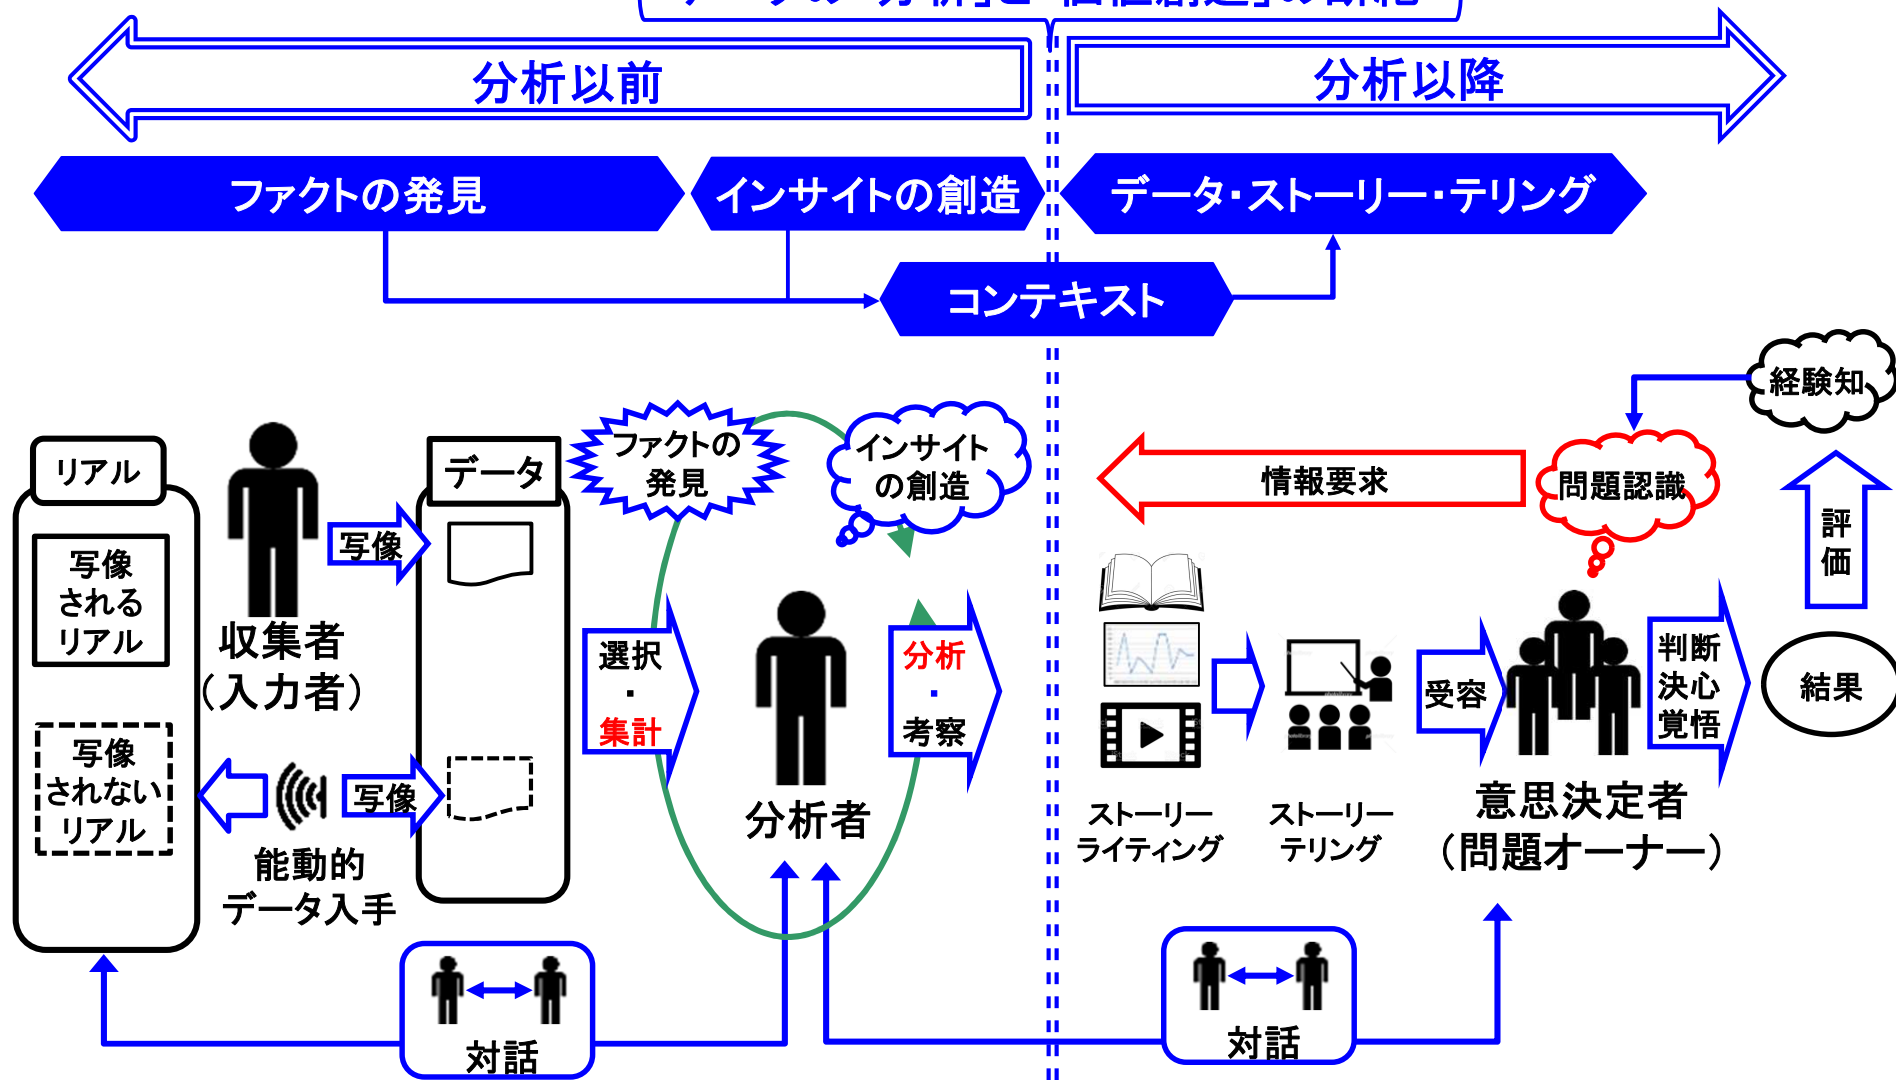 分析以前
分析以降
ファクトの発見
インサイトの創造
データ・ストーリー・テリング
コンテキスト
経験知
リアル
データ
ファクトの
発見
インサイト
の創造
情報要求
問題認識
写像
写像
される
リアル
収集者
(入力者)
選択
・
集計
分析
・
考察
評
価
受容
判断
決心
覚悟
結果
写像
されない
リアル
写像
能動的
データ入手
分析者
ストーリー
ライティング
ストーリー
テリング
意思決定者
(問題オーナー)
対話
対話